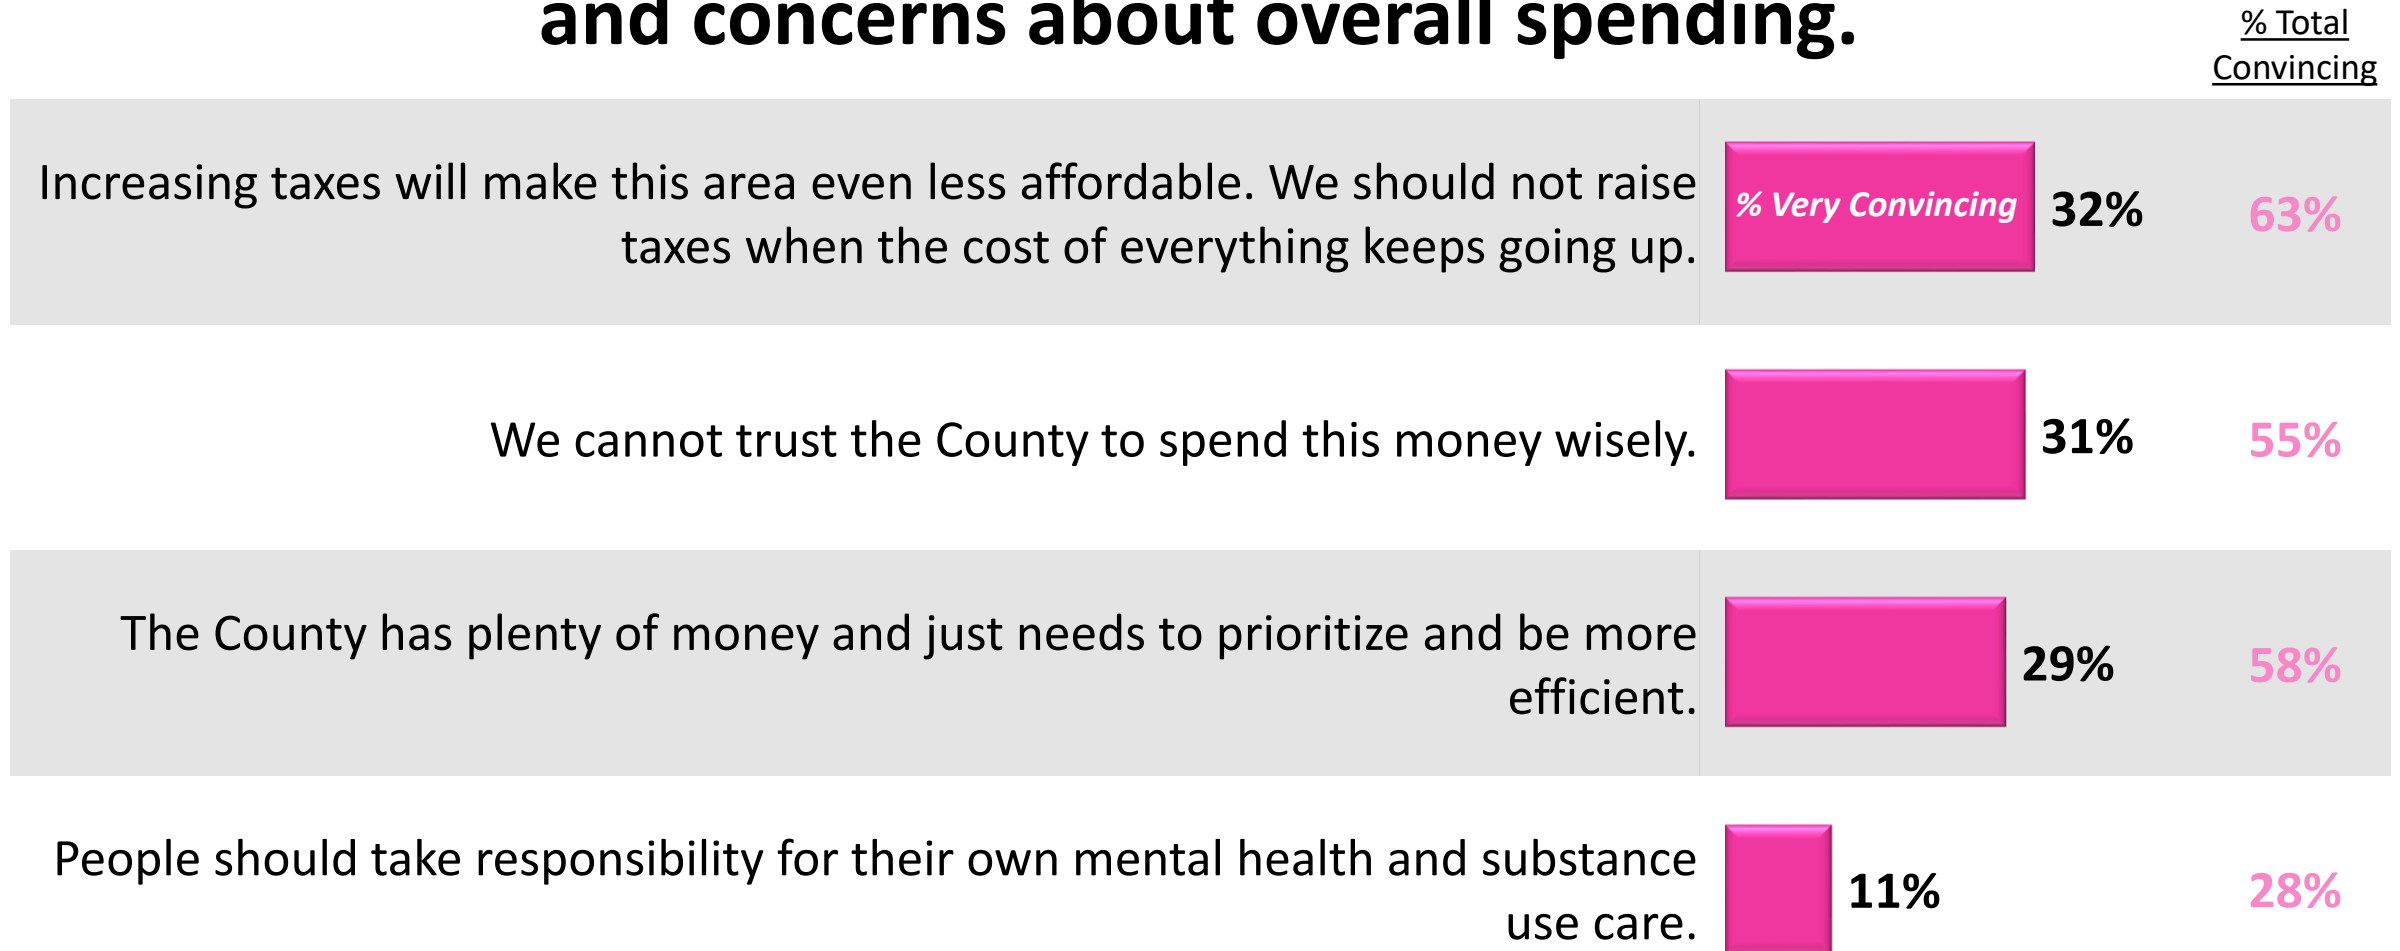 and concerns about overall spending.
% Total
Convincing
Increasing taxes will make this area even less affordable. We should not raise
taxes when the cost of everything keeps going up.
% Very Convincing
32%
63%
We cannot trust the County to spend this money wisely.
31%
55%
The County has plenty of money and just needs to prioritize and be more
efficient.
29%
58%
People should take responsibility for their own mental health and substance
use care.
11%
28%